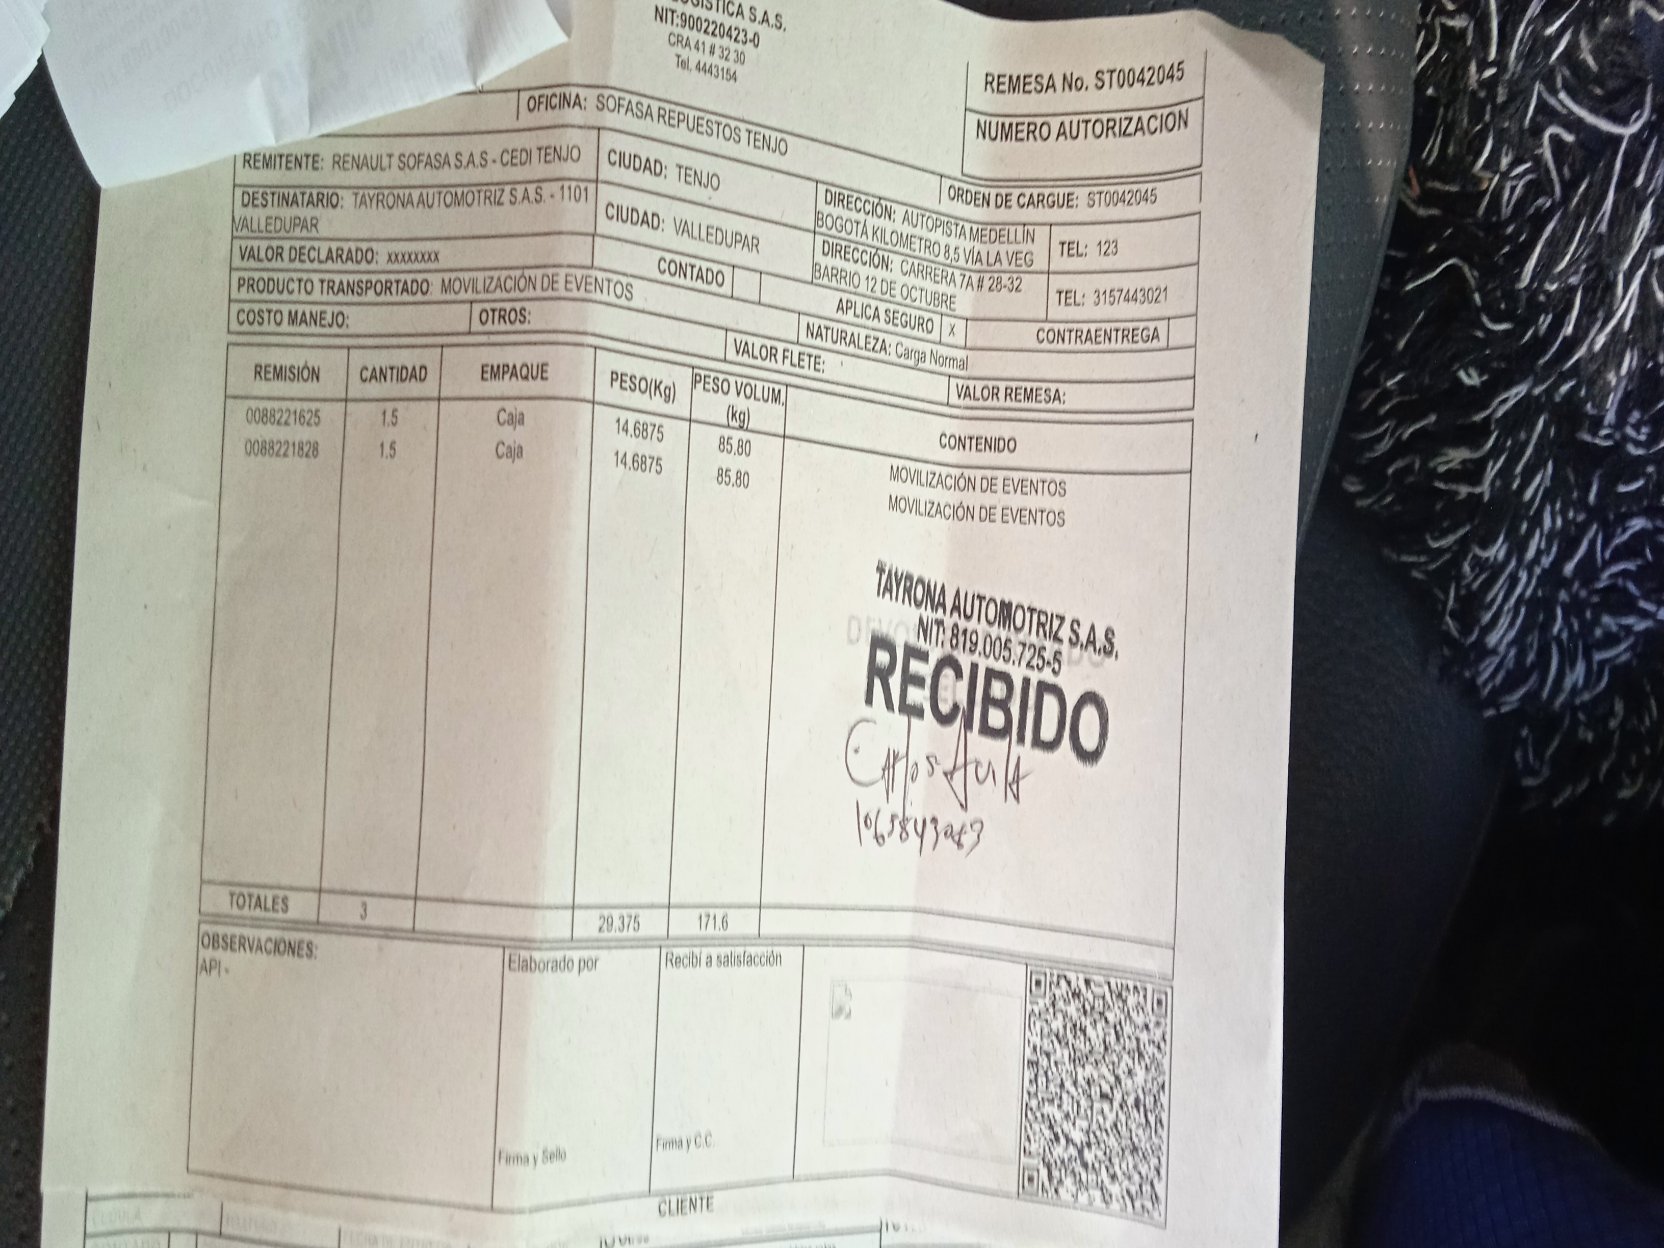 LOGISTICA S.A.S.
NIT:900220423-0
CRA 41 # 32 30
Tel. 4443154
REMESA No. ST0042045
NUMERO AUTORIZACION
OFICINA: SOFASA REPUESTOS TENJO
ORDEN DE CARGUE: ST0042045
REMITENTE: RENAULT SOFASA S.A.S - CEDI TENJO
CIUDAD: TENJO
DIRECCIÓN: AUTOPISTA MEDELLÍN
BOGOTÁ KILOMETRO 8,5 VÍA LA VEG
TEL: 123
DESTINATARIO: TAYRONA AUTOMOTRIZ S.A.S. - 1101
VALLEDUPAR
CIUDAD: VALLEDUPAR
DIRECCIÓN: CARRERA 7A # 28-32
BARRIO 12 DE OCTUBRE
TEL: 3157443021
VALOR DECLARADO: xxxxxxxx
CONTADO
APLICA SEGURO X
CONTRAENTREGA
PRODUCTO TRANSPORTADO: MOVILIZACIÓN DE EVENTOS
NATURALEZA: Carga Normal
COSTO MANEJO:
OTROS:
VALOR FLETE:
VALOR REMESA:
REMISIÓN CANTIDAD EMPAQUE PESO(Kg) PESO VOLUM. (kg) CONTENIDO
0088221625 1.5 Caja 14.6875 85.80 MOVILIZACIÓN DE EVENTOS
0088221828 1.5 Caja 14.6875 85.80 MOVILIZACIÓN DE EVENTOS
TAYRONA AUTOMOTRIZ S.A.S.
NIT: 819.005.725-5
RECIBIDO
Carlos Avila
1065843063
TOTALES 3 29.375 171.6
OBSERVACIONES:
API -
Elaborado por
Recibí a satisfacción
Firma y Sello
Firma y C.C.
CLIENTE